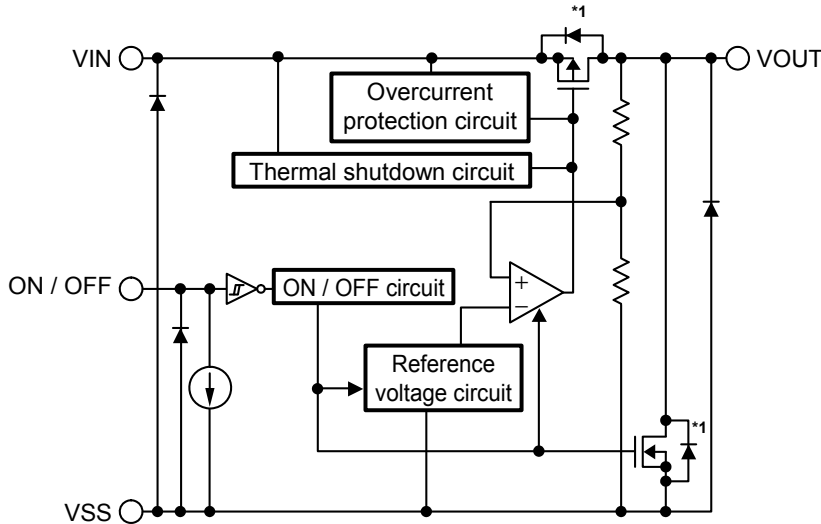 *1
VIN
VOUT
Overcurrent
protection circuit
Thermal shutdown circuit
ON / OFF
ON / OFF circuit
+
−
Reference
voltage circuit
*1
VSS